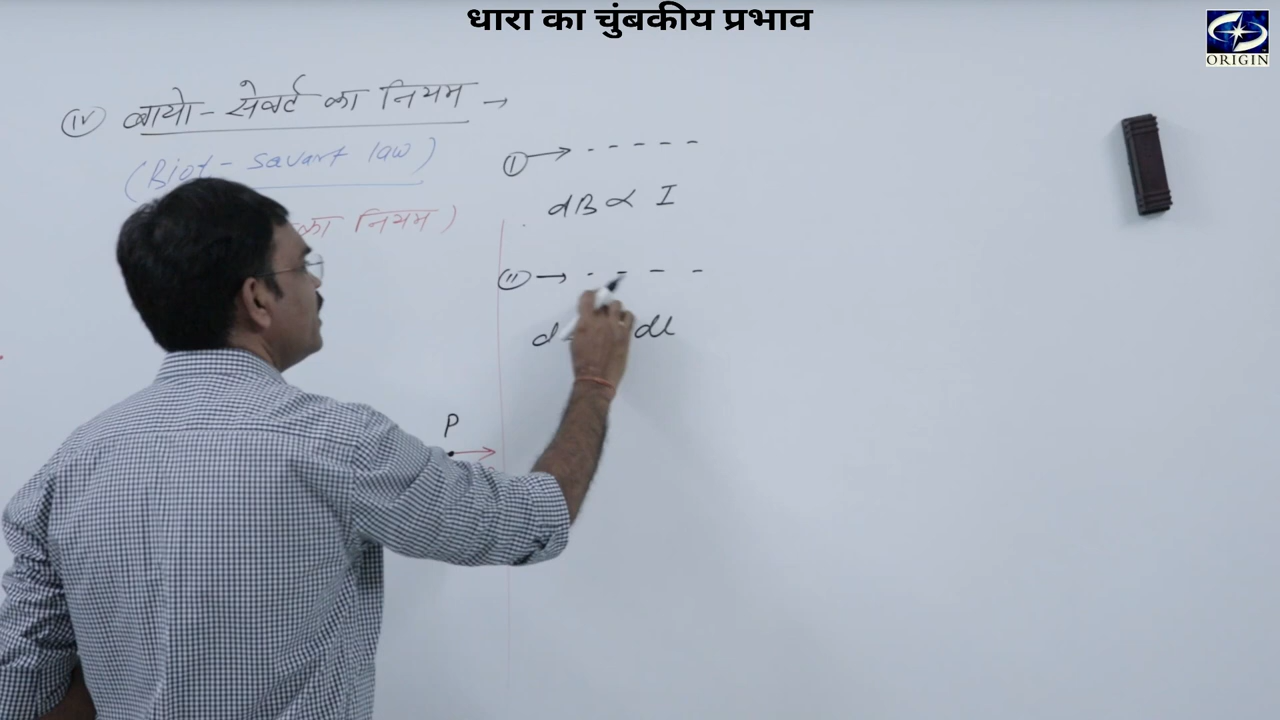 धारा का चुंबकीय प्रभाव
ORIGIN
(iv) बायो-सेवर्ट का नियम →
(Biot-Savart law)
का नियम)
(i) → - - - - -
dB ∝ I
(ii) → - - - -
d dl
P